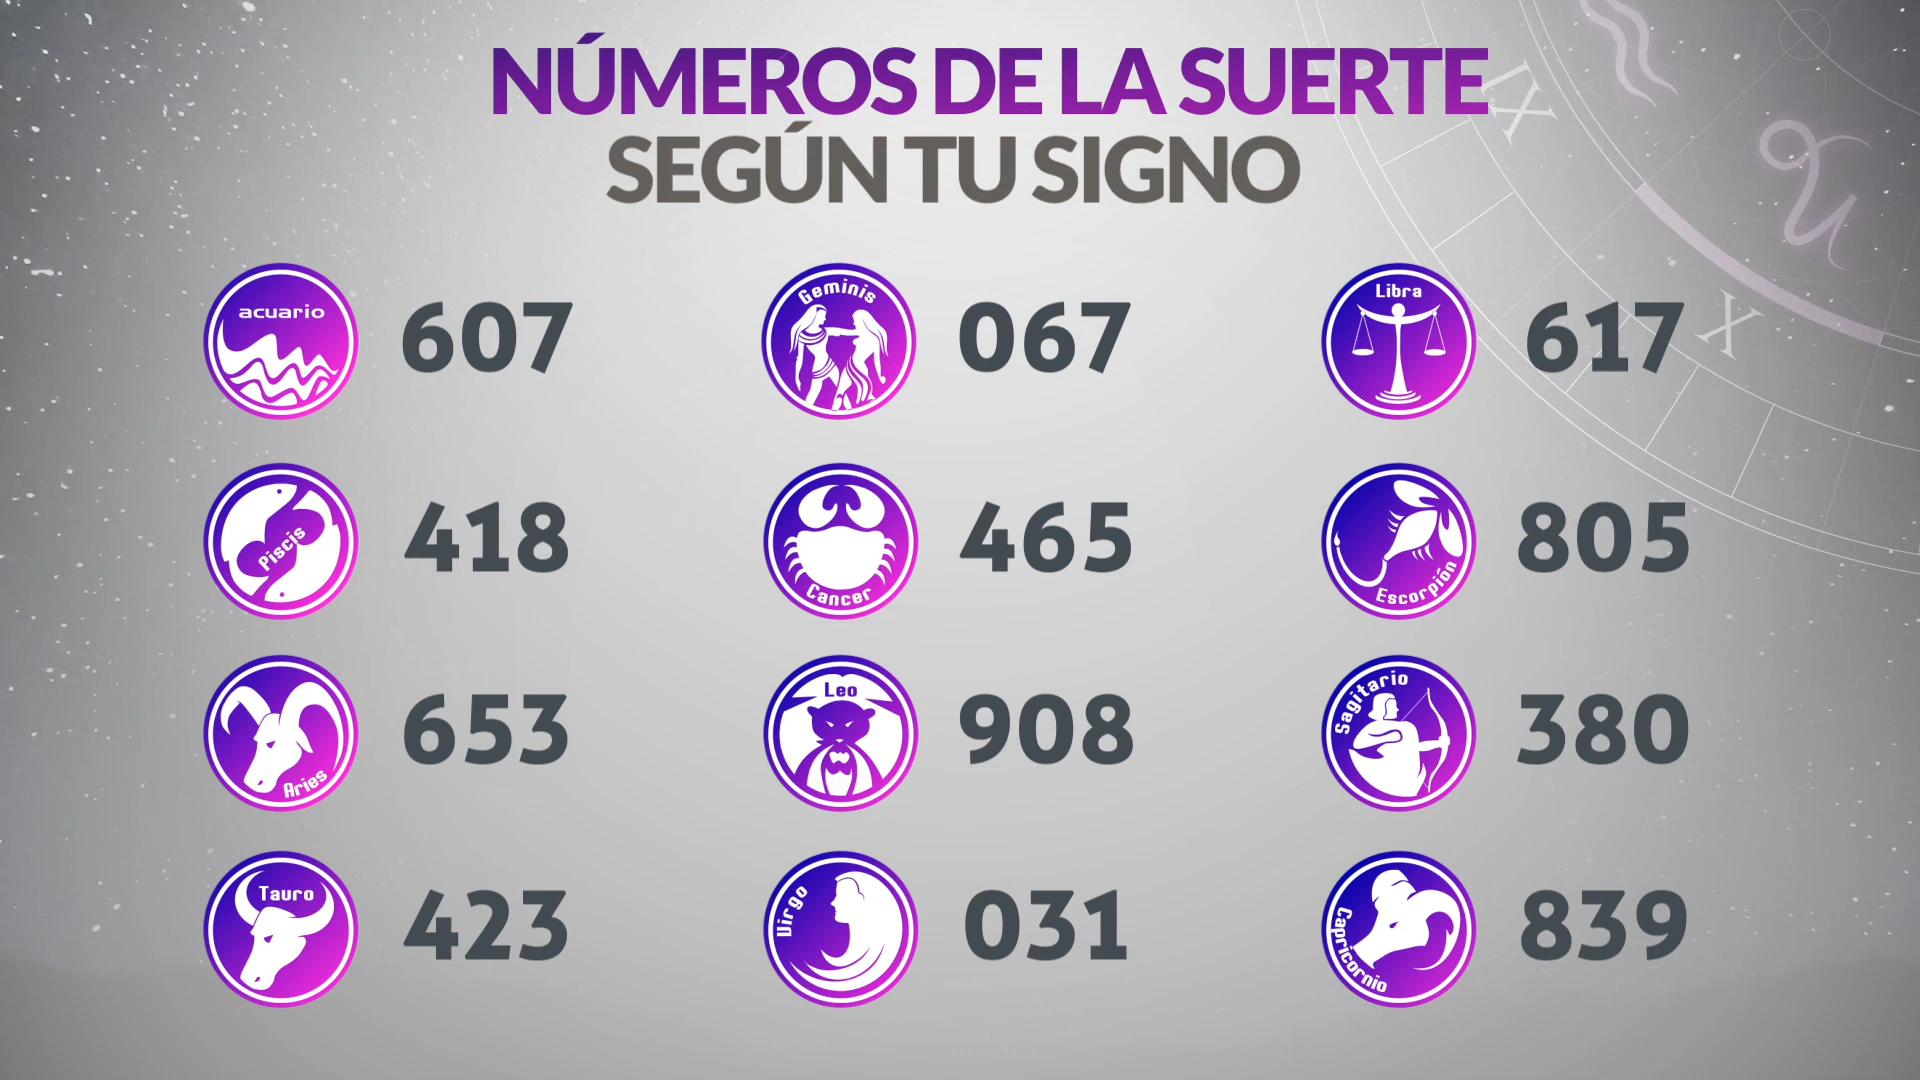 NÚMEROS DE LA SUERTE
SEGÚN TU SIGNO
acuario 607
Geminis 067
Libra 617
Piscis 418
Cancer 465
Escorpión 805
Aries 653
Leo 908
Sagitario 380
Tauro 423
Virgo 031
Capricornio 839